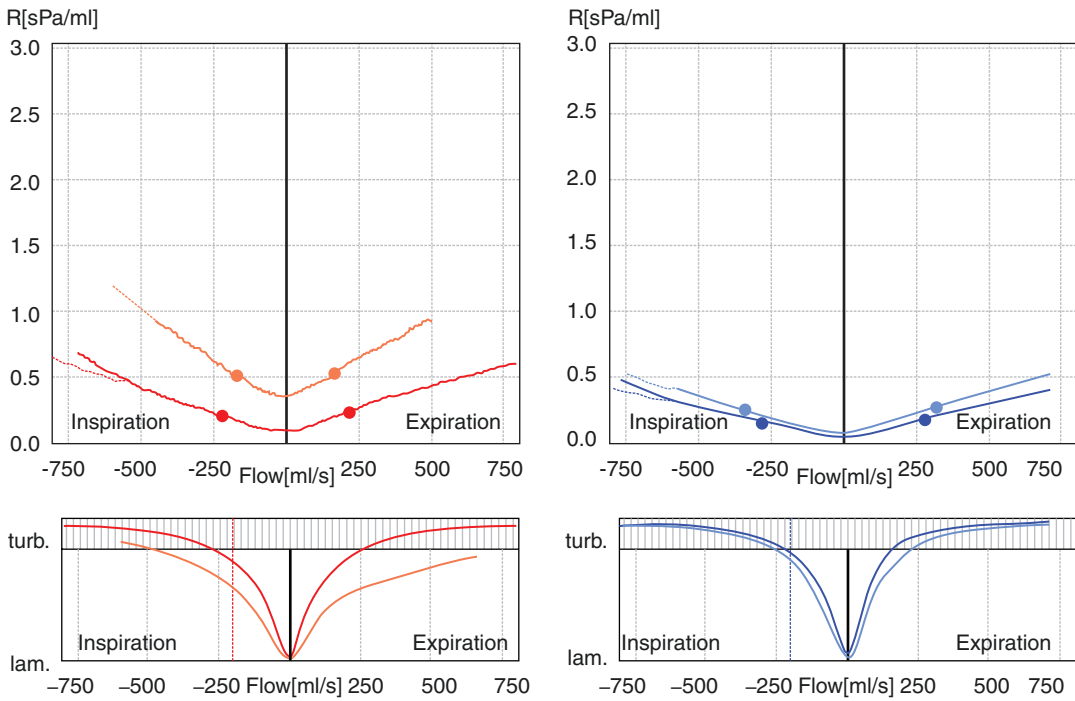 R[sPa/ml]
3.0
2.5
2.0
1.5
1.0
0.5
0.0
Inspiration Expiration
-750 -500 -250 Flow[ml/s] 250 500 750
R[sPa/ml]
3.0
2.5
2.0
1.5
1.0
0.5
0.0
Inspiration Expiration
-750 -500 -250 Flow[ml/s] 250 500 750
turb.
Inspiration Expiration
lam.
−750 −500 −250 Flow[ml/s] 250 500 750
turb.
Inspiration Expiration
lam.
−750 −500 −250 Flow[ml/s] 250 500 750